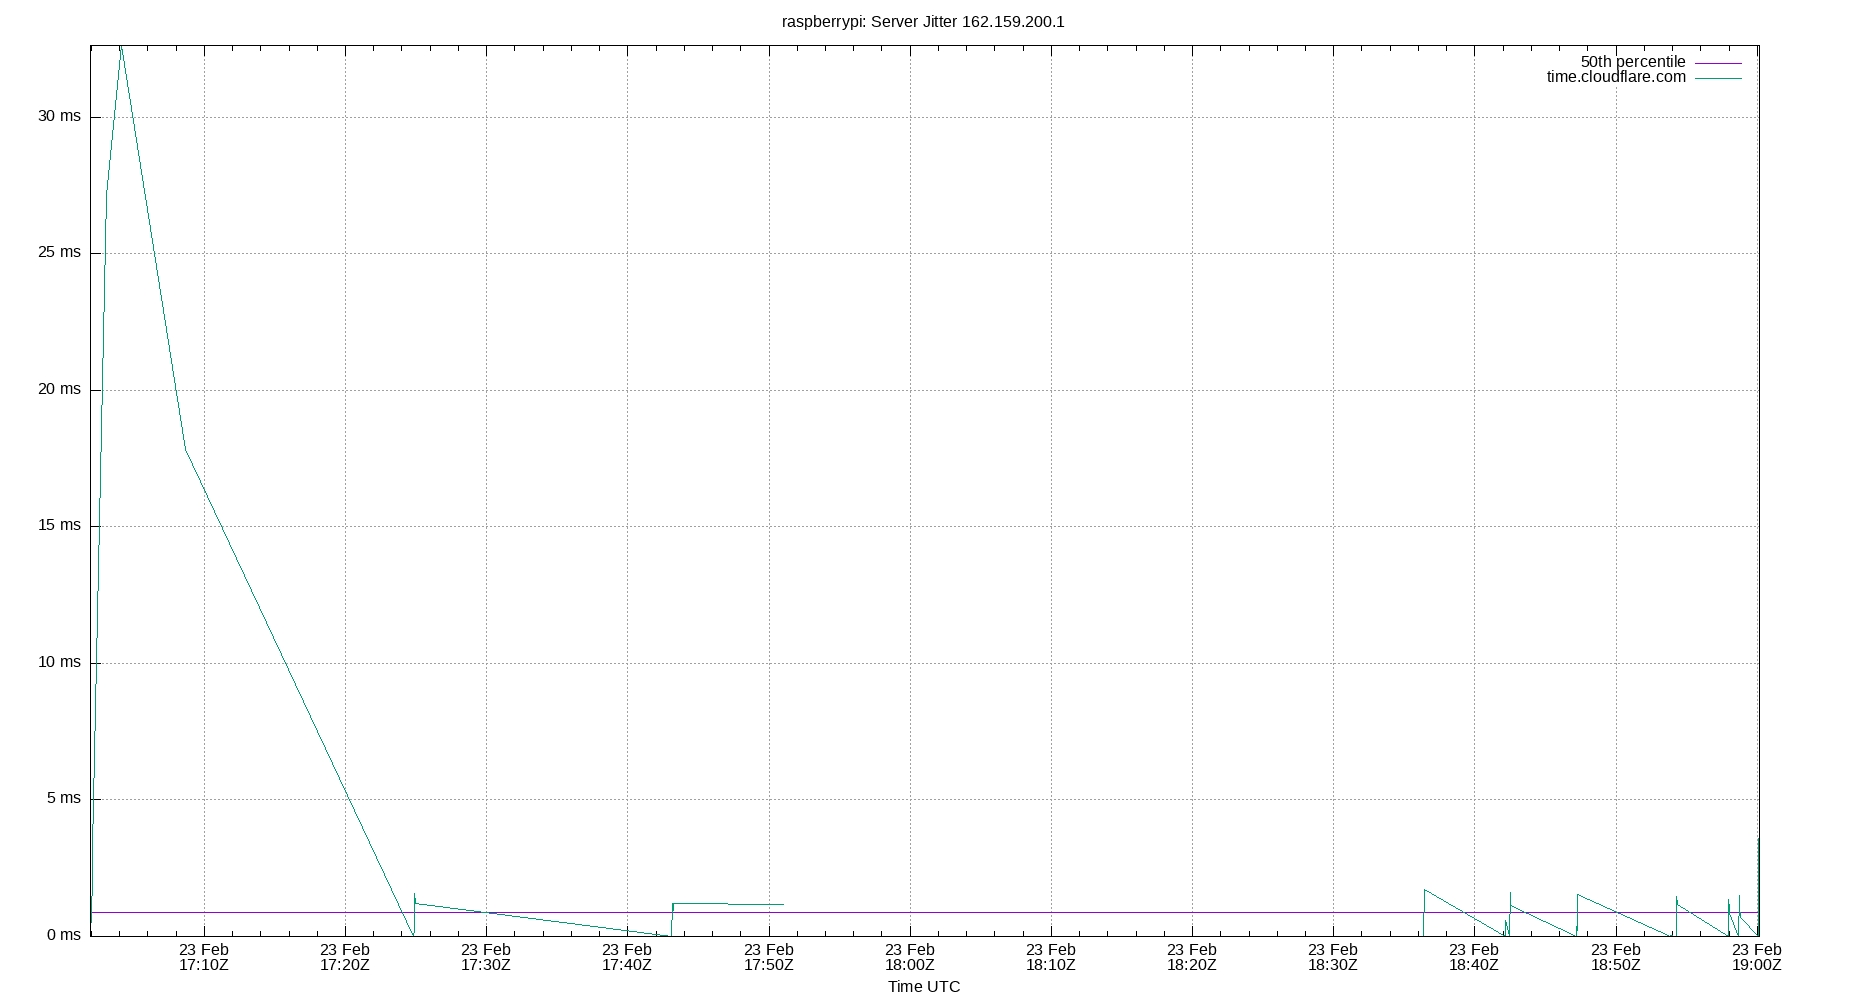 raspberrypi: Server Jitter 162.159.200.1
50th percentile
time.cloudflare.com
30 ms
25 ms
20 ms
15 ms
10 ms
5 ms
0 ms
23 Feb 23 Feb 23 Feb 23 Feb 23 Feb 23 Feb 23 Feb 23 Feb 23 Feb 23 Feb 23 Feb 23 Feb
17:10Z 17:20Z 17:30Z 17:40Z 17:50Z 18:00Z 18:10Z 18:20Z 18:30Z 18:40Z 18:50Z 19:00Z
Time UTC